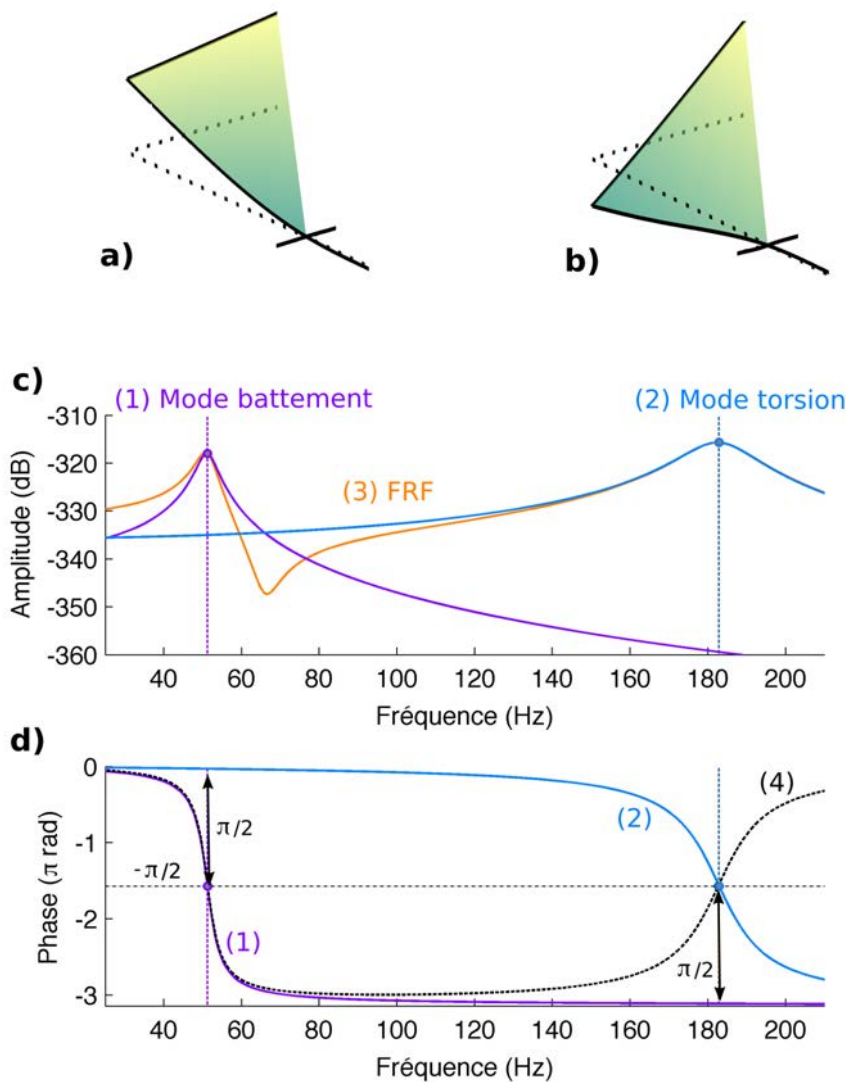 a)
b)
c)
(1) Mode battement
(2) Mode torsion
-310
-320
-330
-340
-350
-360
Amplitude (dB)
(3) FRF
40 60 80 100 120 140 160 180 200
Fréquence (Hz)
d)
0
-1
-2
-3
Phase (π rad)
π/2
-π/2
(1)
(2)
(4)
π/2
40 60 80 100 120 140 160 180 200
Fréquence (Hz)